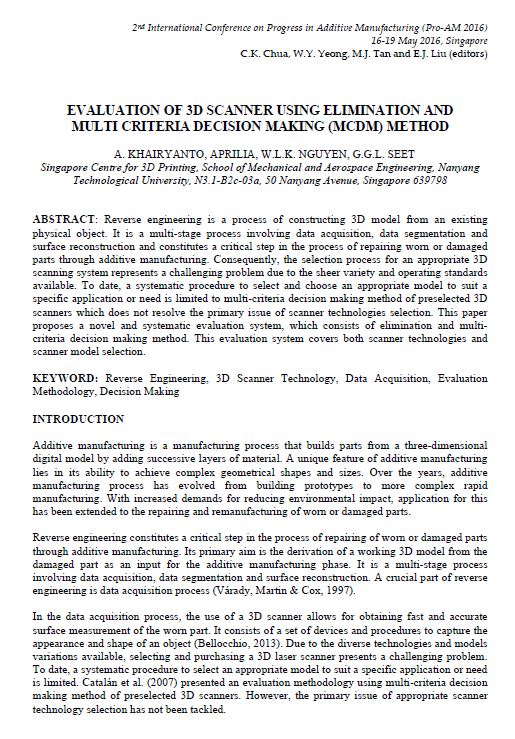 2nd International Conference on Progress in Additive Manufacturing (Pro-AM 2016)
16-19 May 2016, Singapore
C.K. Chua, W.Y. Yeong, M.J. Tan and E.J. Liu (editors)
EVALUATION OF 3D SCANNER USING ELIMINATION AND
MULTI CRITERIA DECISION MAKING (MCDM) METHOD
A. KHAIRYANTO, APRILIA, W.L.K. NGUYEN, G.G.L. SEET
Singapore Centre for 3D Printing, School of Mechanical and Aerospace Engineering, Nanyang
Technological University, N3.1-B2c-03a, 50 Nanyang Avenue, Singapore 639798
ABSTRACT: Reverse engineering is a process of constructing 3D model from an existing
physical object. It is a multi-stage process involving data acquisition, data segmentation and
surface reconstruction and constitutes a critical step in the process of repairing worn or damaged
parts through additive manufacturing. Consequently, the selection process for an appropriate 3D
scanning system represents a challenging problem due to the sheer variety and operating standards
available. To date, a systematic procedure to select and choose an appropriate model to suit a
specific application or need is limited to multi-criteria decision making method of preselected 3D
scanners which does not resolve the primary issue of scanner technologies selection. This paper
proposes a novel and systematic evaluation system, which consists of elimination and multi-
criteria decision making method. This evaluation system covers both scanner technologies and
scanner model selection.
KEYWORD: Reverse Engineering, 3D Scanner Technology, Data Acquisition, Evaluation
Methodology, Decision Making
INTRODUCTION
Additive manufacturing is a manufacturing process that builds parts from a three-dimensional
digital model by adding successive layers of material. A unique feature of additive manufacturing
lies in its ability to achieve complex geometrical shapes and sizes. Over the years, additive
manufacturing process has evolved from building prototypes to more complex rapid
manufacturing. With increased demands for reducing environmental impact, application for this
has been extended to the repairing and remanufacturing of worn or damaged parts.
Reverse engineering constitutes a critical step in the process of repairing of worn or damaged parts
through additive manufacturing. Its primary aim is the derivation of a working 3D model from the
damaged part as an input for the additive manufacturing phase. It is a multi-stage process
involving data acquisition, data segmentation and surface reconstruction. A crucial part of reverse
engineering is data acquisition process (Várady, Martin & Cox, 1997).
In the data acquisition process, the use of a 3D scanner allows for obtaining fast and accurate
surface measurement of the worn part. It consists of a set of devices and procedures to capture the
appearance and shape of an object (Bellocchio, 2013). Due to the diverse technologies and models
variations available, selecting and purchasing a 3D laser scanner presents a challenging problem.
To date, a systematic procedure to select an appropriate model to suit a specific application or need
is limited. Catalán et al. (2007) presented an evaluation methodology using multi-criteria decision
making method of preselected 3D scanners. However, the primary issue of appropriate scanner
technology selection has not been tackled.